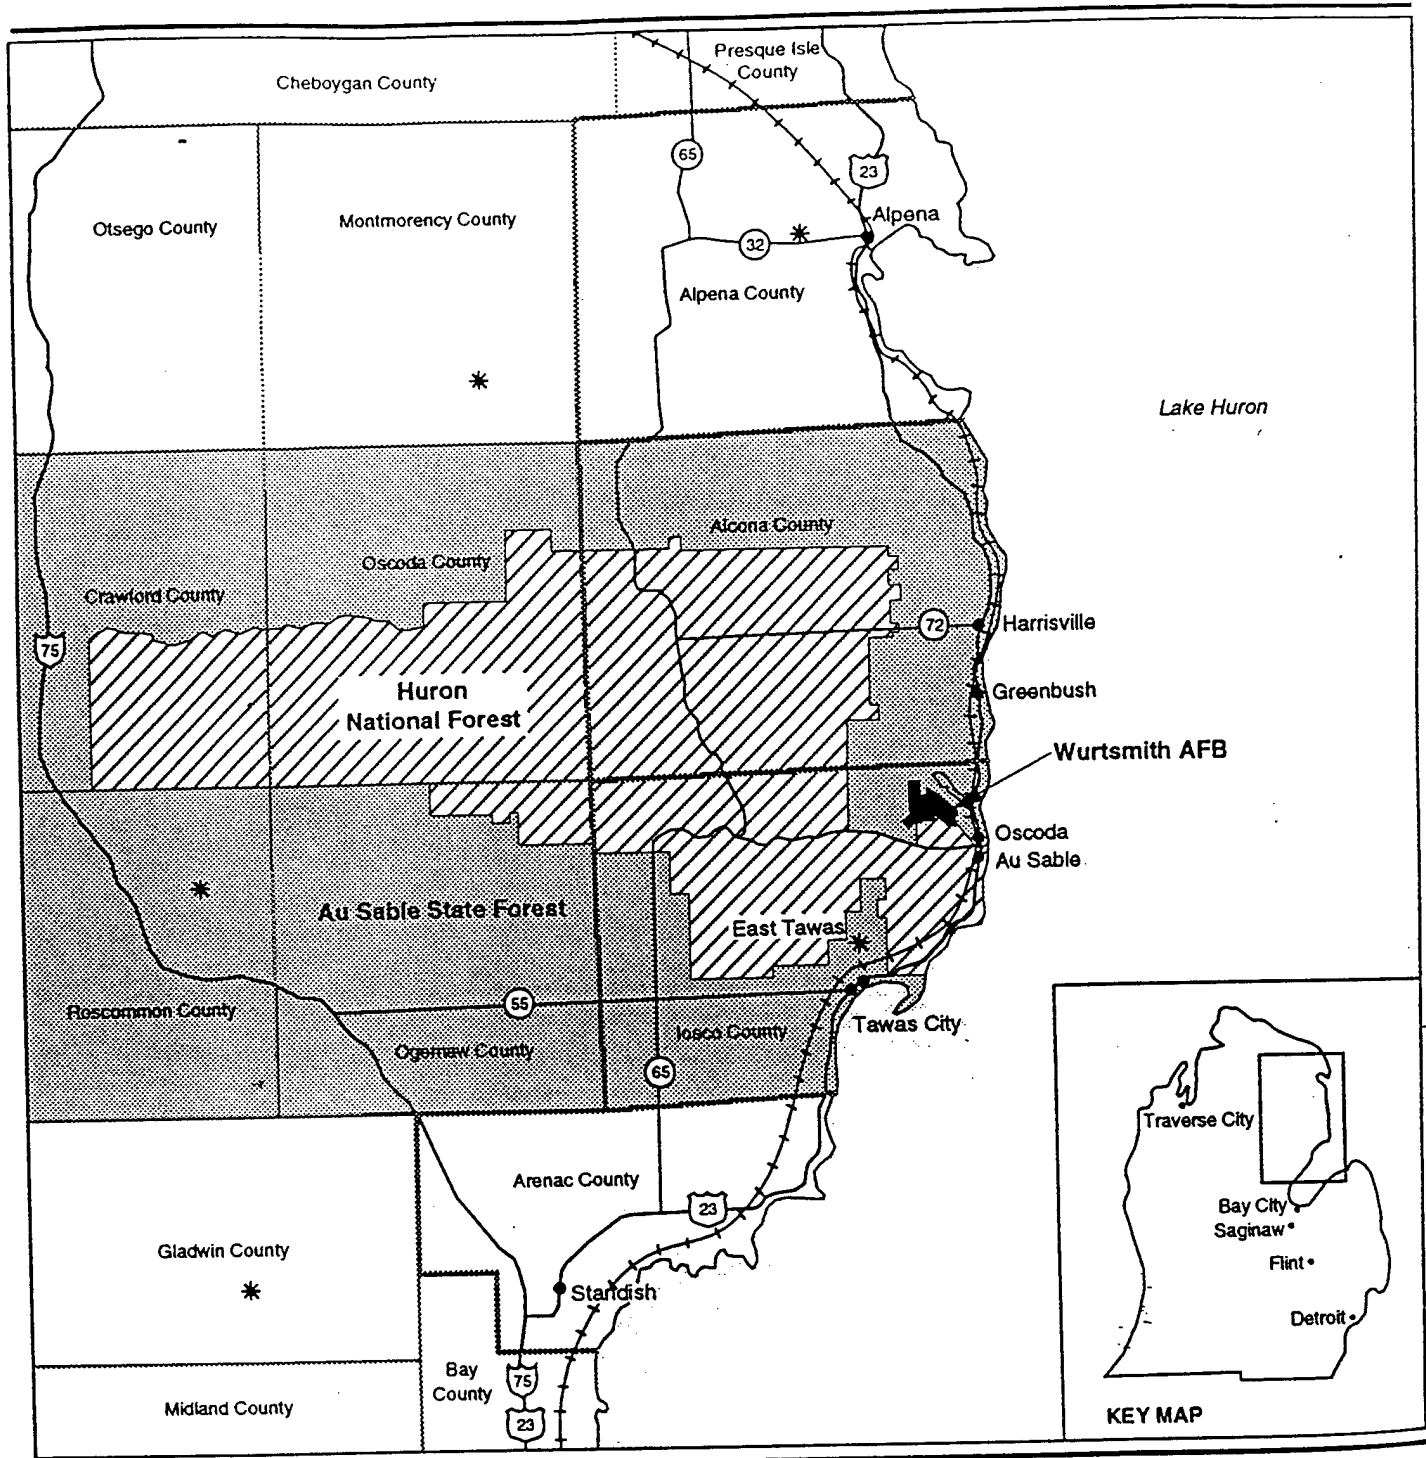 Presque Isle
County
Cheboygan County
65
23
Otsego County
Montmorency County
Alpena
32
Alpena County
Lake Huron
Alcona County
Oscoda County
Crawford County
72
Harrisville
75
Huron
National Forest
Greenbush
Wurtsmith AFB
Oscoda
Au Sable
Au Sable State Forest
East Tawas
55
Roscommon County
Tawas City
Iosco County
Ogemaw County
65
Traverse City
Arenac County
23
Bay City
Saginaw
Gladwin County
Flint
Standish
Detroit
Bay
County
75
Midland County
23
KEY MAP